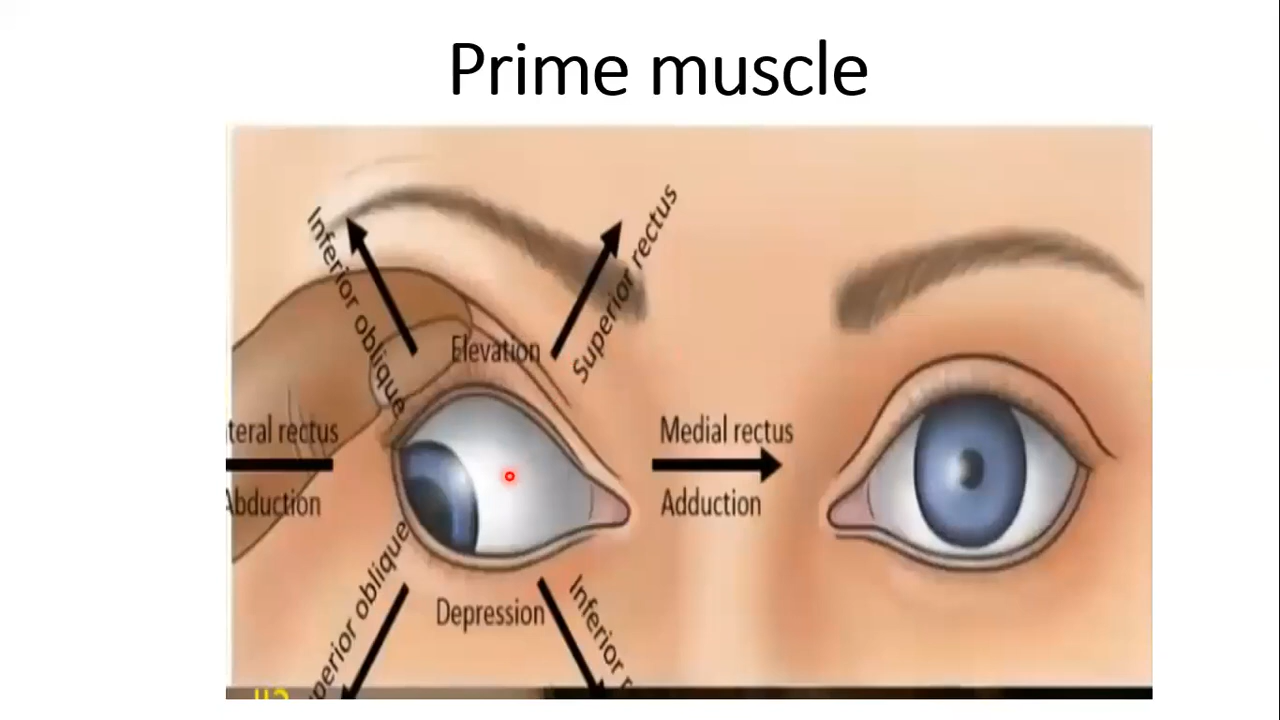 Prime muscle
Inferior oblique
Superior rectus
Elevation
teral rectus
Medial rectus
Abduction
Adduction
perior oblique
Depression
Inferior r